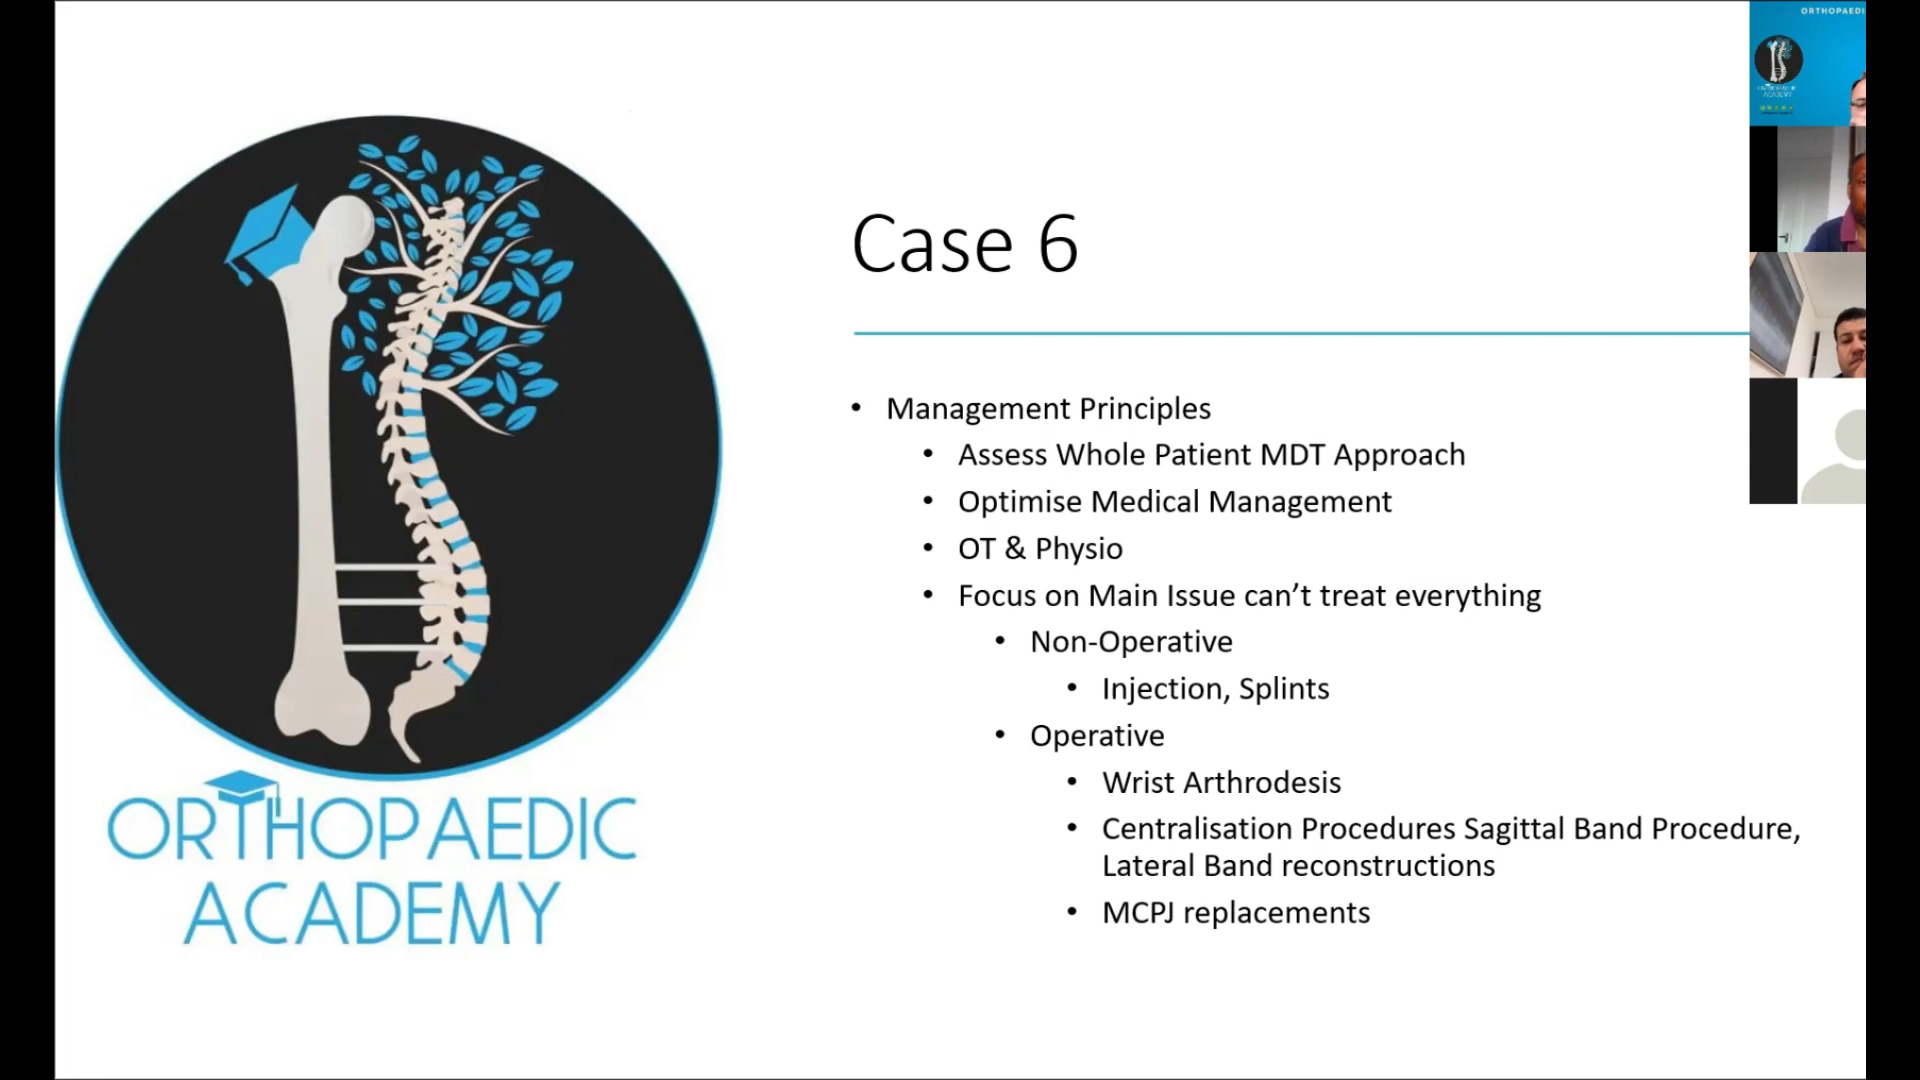 Case 6
• Management Principles
• Assess Whole Patient MDT Approach
• Optimise Medical Management
• OT & Physio
• Focus on Main Issue can’t treat everything
• Non-Operative
• Injection, Splints
• Operative
• Wrist Arthrodesis
• Centralisation Procedures Sagittal Band Procedure,
Lateral Band reconstructions
• MCPJ replacements
ORTHOPAEDIC
ACADEMY
ORTHOPAEDI